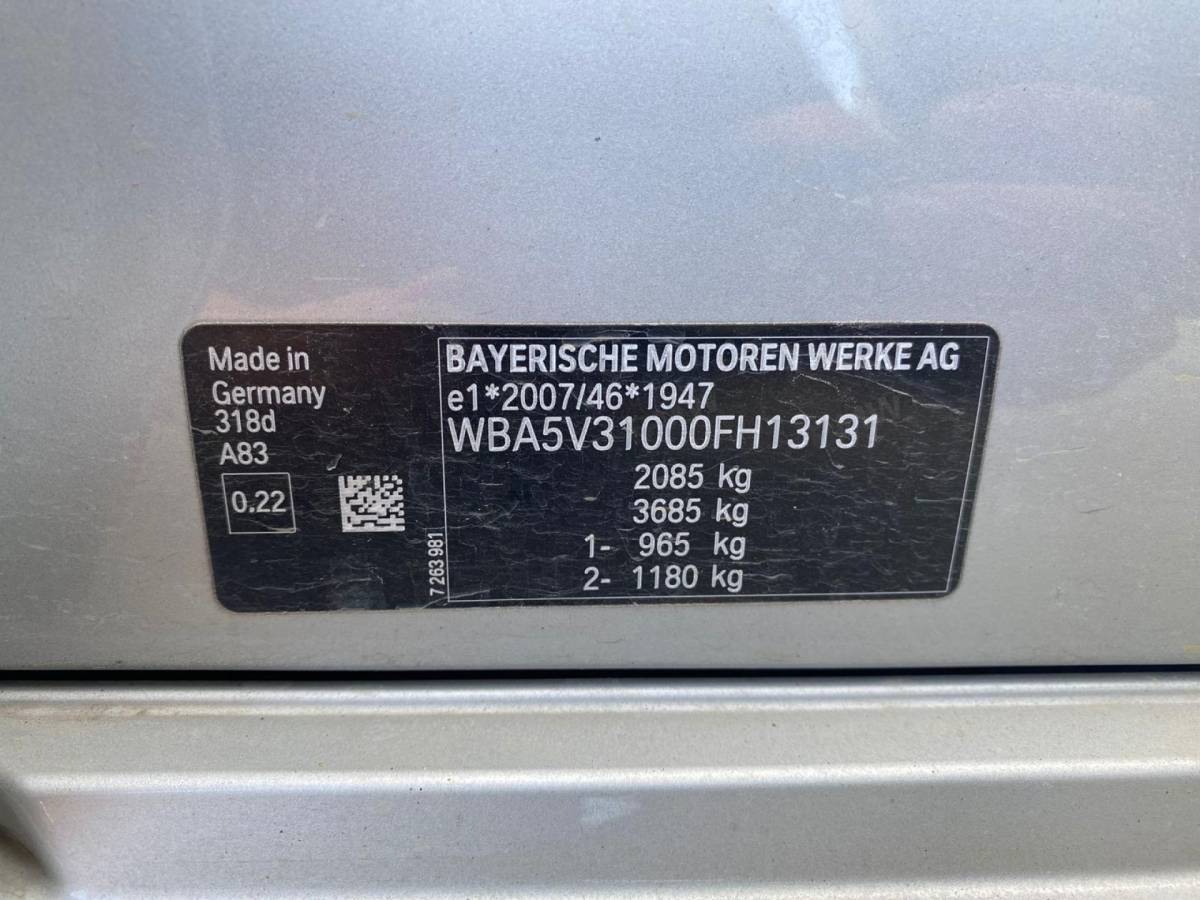 Made in
Germany
318d
A83
0.22
7 263 981
BAYERISCHE MOTOREN WERKE AG
e1*2007/46*1947
WBA5V31000FH13131
2085 kg
3685 kg
1- 965 kg
2- 1180 kg